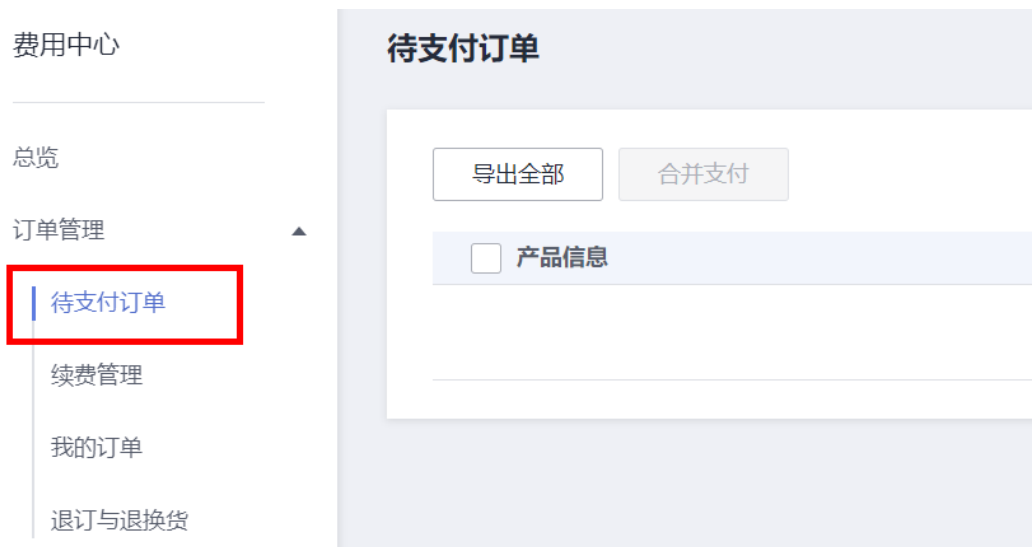 费用中心
总览
订单管理
待支付订单
续费管理
我的订单
退订与退换货
待支付订单
导出全部
合并支付
产品信息